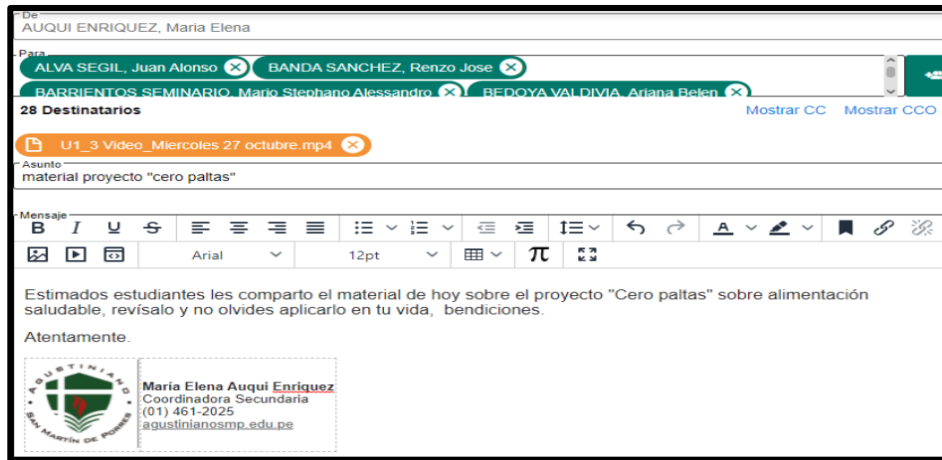 De
AUQUI ENRIQUEZ, Maria Elena
Para
ALVA SEGIL, Juan Alonso BANDA SANCHEZ, Renzo Jose
BARRIENTOS SEMINARIO, Mario Stephano Alessandro BEDOYA VALDIVIA, Ariana Belen
28 Destinatarios Mostrar CC Mostrar CCO
U1_3 Video_Miercoles 27 octubre.mp4
Asunto
material proyecto "cero paltas"
Mensaje
B I U S
Arial 12pt π
Estimados estudiantes les comparto el material de hoy sobre el proyecto "Cero paltas" sobre alimentación
saludable, revísalo y no olvides aplicarlo en tu vida, bendiciones.
Atentamente.
AGUSTINIANO
SAN MARTÍN DE PORRES
María Elena Auqui Enriquez
Coordinadora Secundaria
(01) 461-2025
agustinianosmp.edu.pe